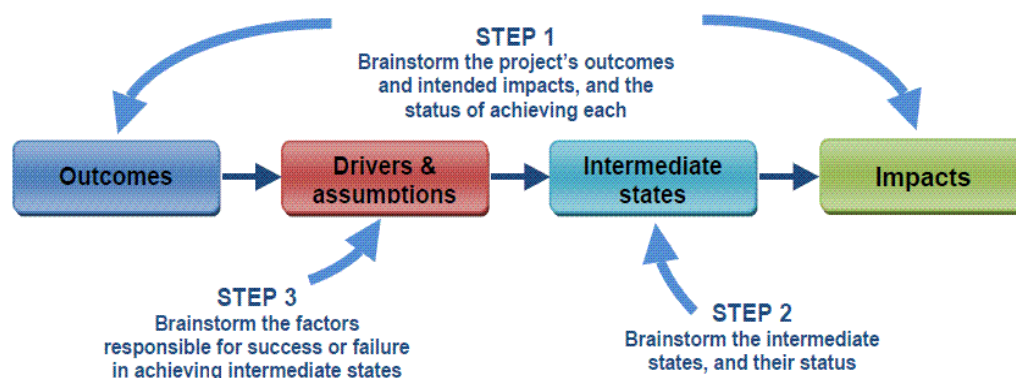 STEP 1
Brainstorm the project's outcomes
and intended impacts, and the
status of achieving each
Outcomes
Drivers &
assumptions
Intermediate
states
Impacts
STEP 3
Brainstorm the factors
responsible for success or failure
in achieving intermediate states
STEP 2
Brainstorm the intermediate
states, and their status